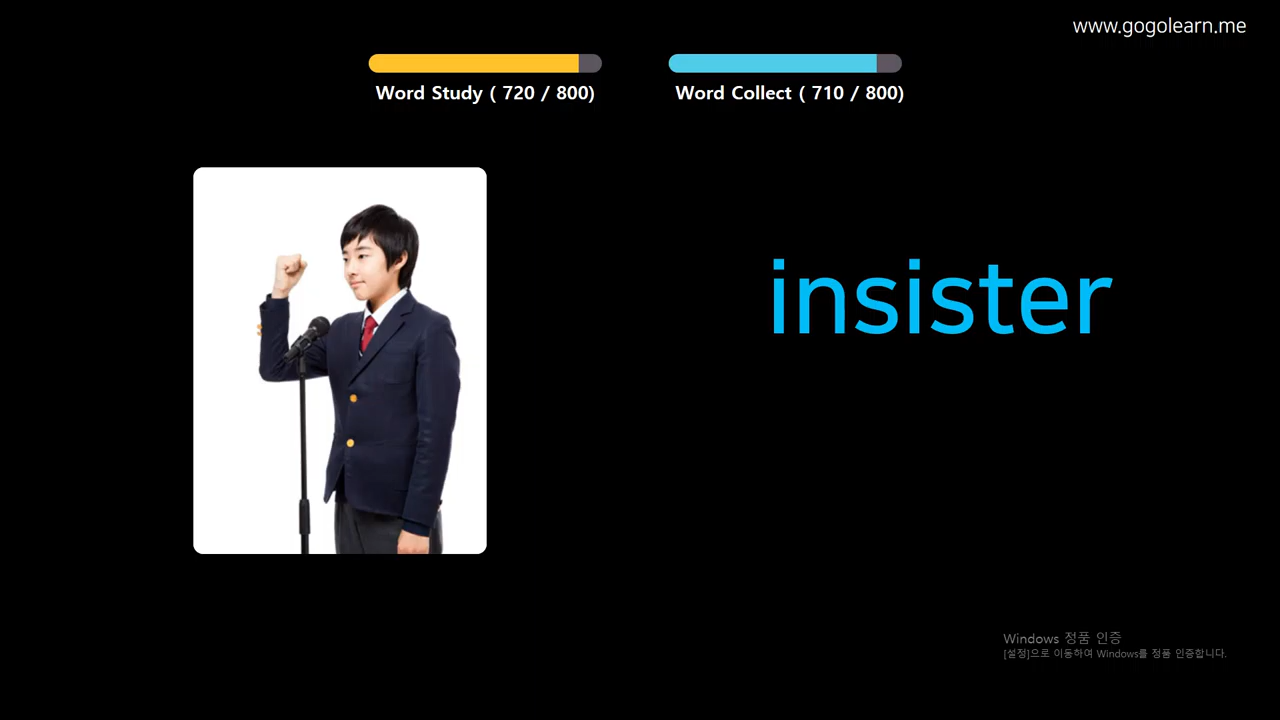 www.gogolearn.me
Word Study ( 720 / 800)
Word Collect ( 710 / 800)
insister
Windows 정품 인증
[설정]으로 이동하여 Windows를 정품 인증합니다.